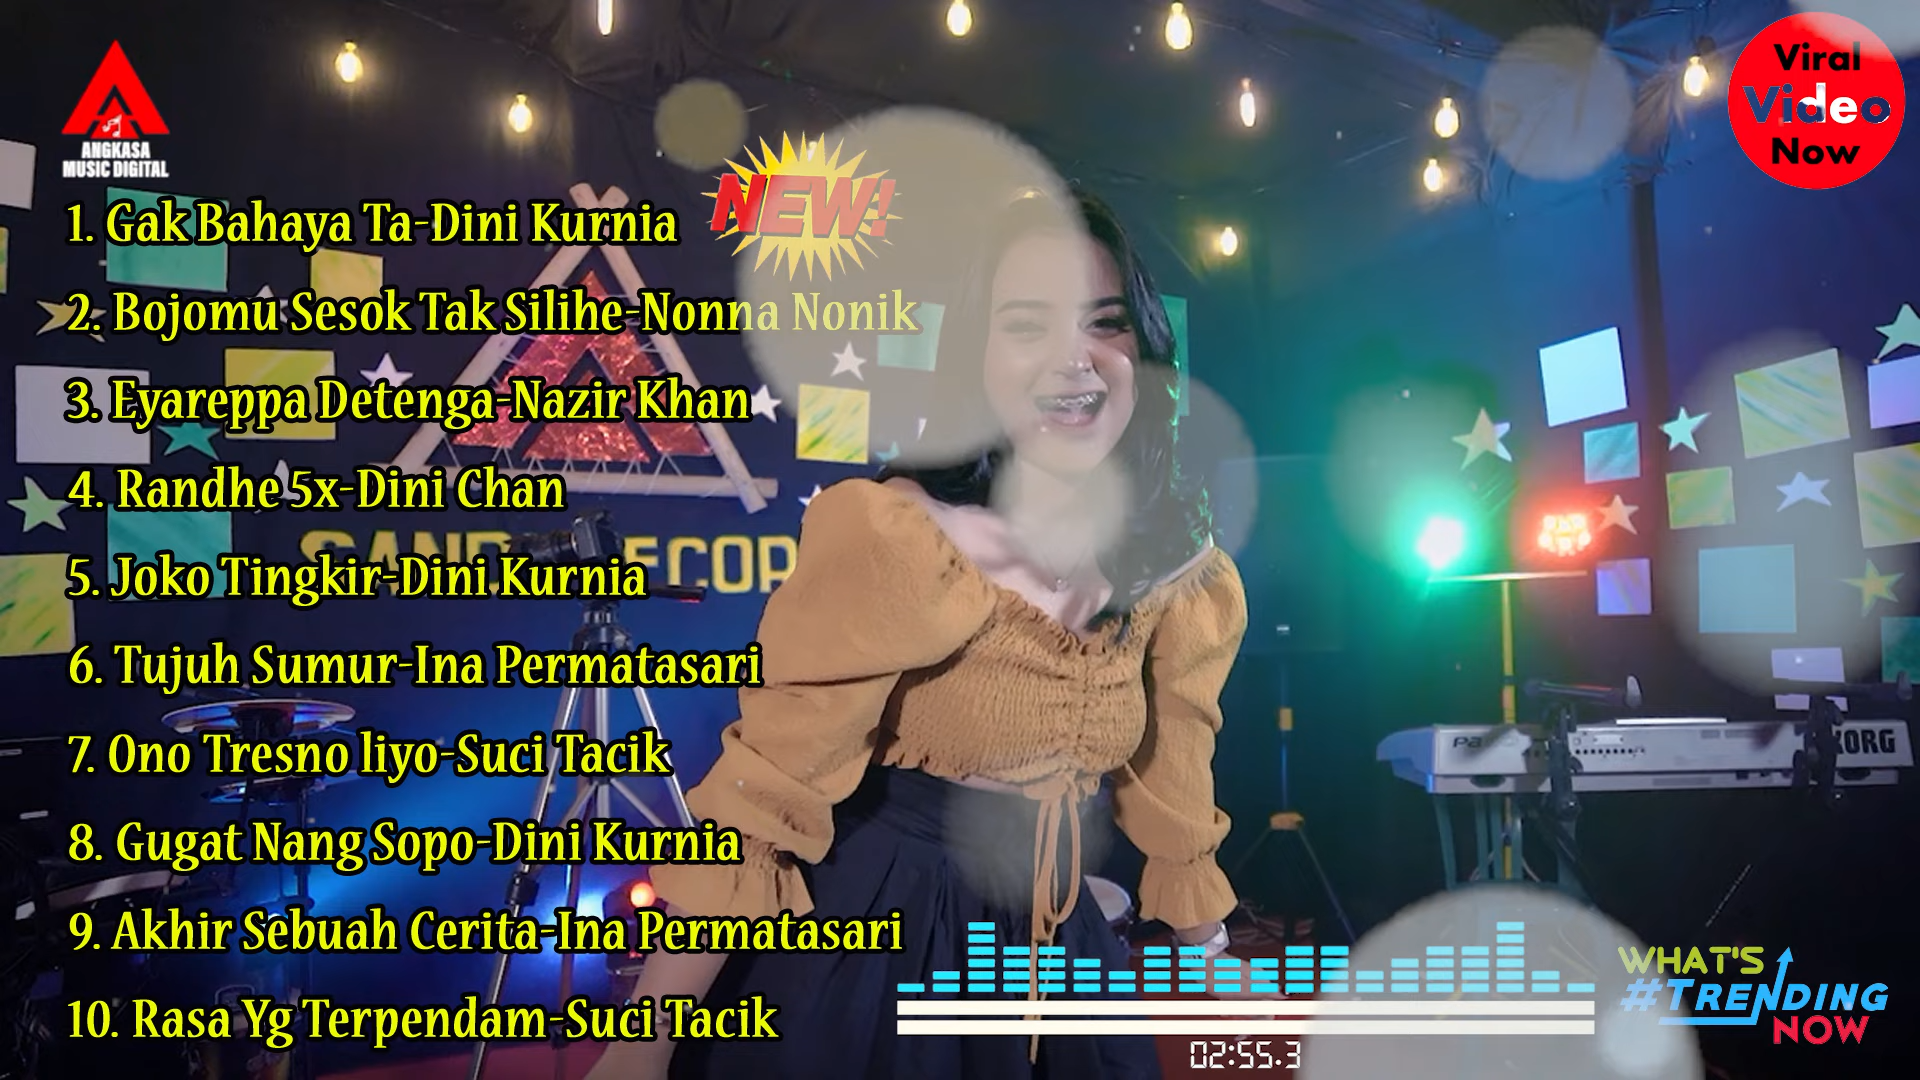 ANGKASA
MUSIC DIGITAL
Viral
Video
Now
NEW!
1. Gak Bahaya Ta-Dini Kurnia
2. Bojomu Sesok Tak Silihe-Nonna Nonik
3. Eyareppa Detenga-Nazir Khan
4. Randhe 5x-Dini Chan
5. Joko Tingkir-Dini Kurnia
6. Tujuh Sumur-Ina Permatasari
7. Ono Tresno liyo-Suci Tacik
8. Gugat Nang Sopo-Dini Kurnia
9. Akhir Sebuah Cerita-Ina Permatasari
10. Rasa Yg Terpendam-Suci Tacik
KORG
02:55.3
WHAT'S
#TRENDING
NOW